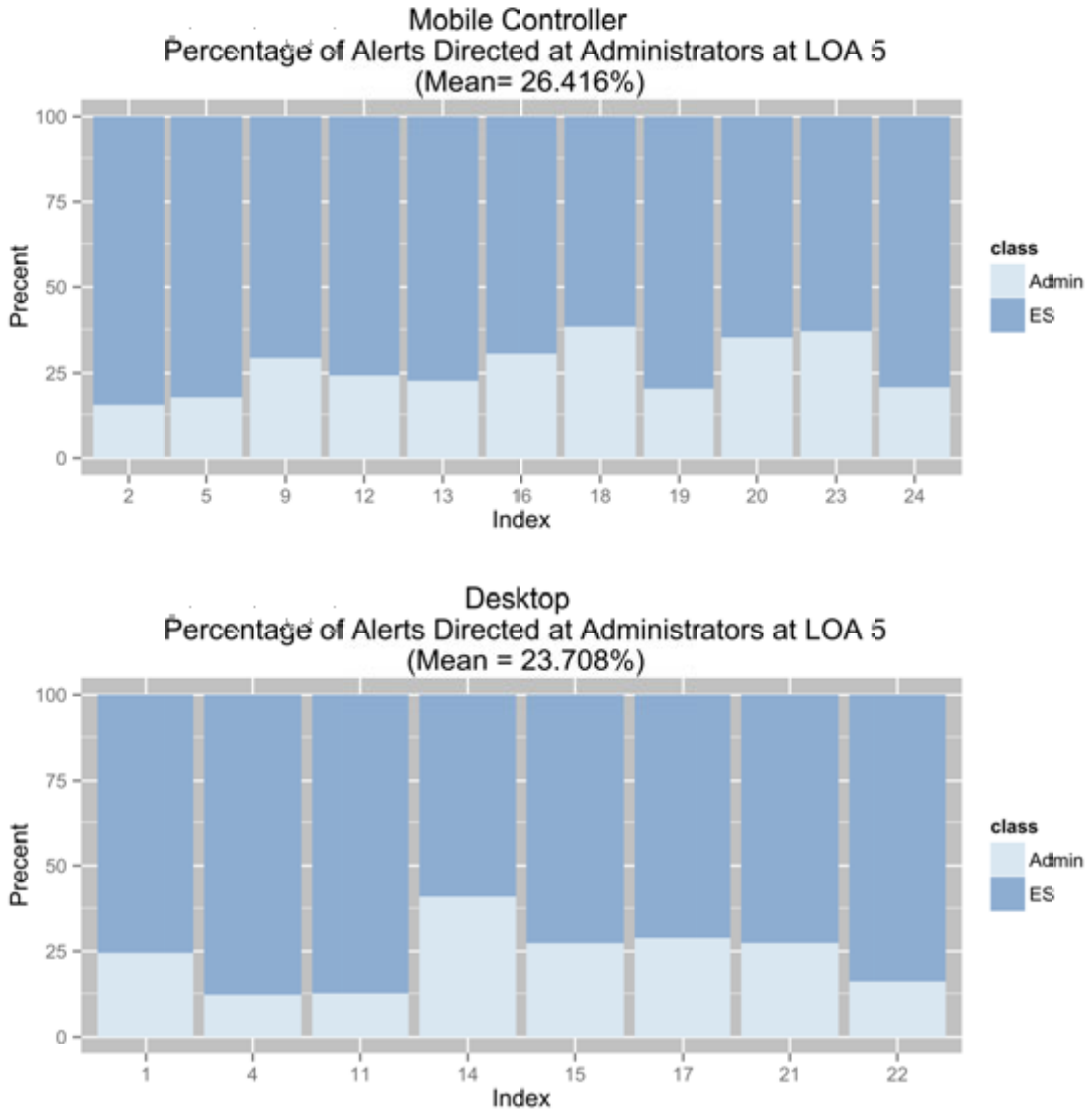 Mobile Controller
Percentage of Alerts Directed at Administrators at LOA 5
(Mean= 26.416%)
100
75
50
25
0
Precent
2 5 9 12 13 16 18 19 20 23 24
Index
class
Admin
ES
Desktop
Percentage of Alerts Directed at Administrators at LOA 5
(Mean = 23.708%)
100
75
50
25
0
Precent
1 4 11 14 15 17 21 22
Index
class
Admin
ES